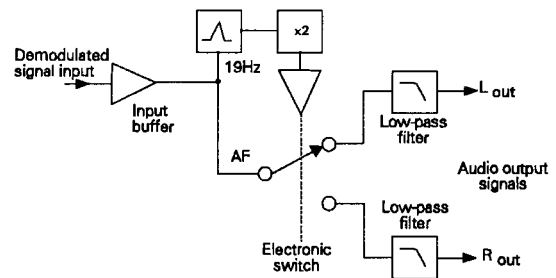 x2
Demodulated
signal input
19Hz
Input
buffer
L out
Low-pass
filter
AF
Audio output
signals
Low-pass
filter
Electronic
switch
R out